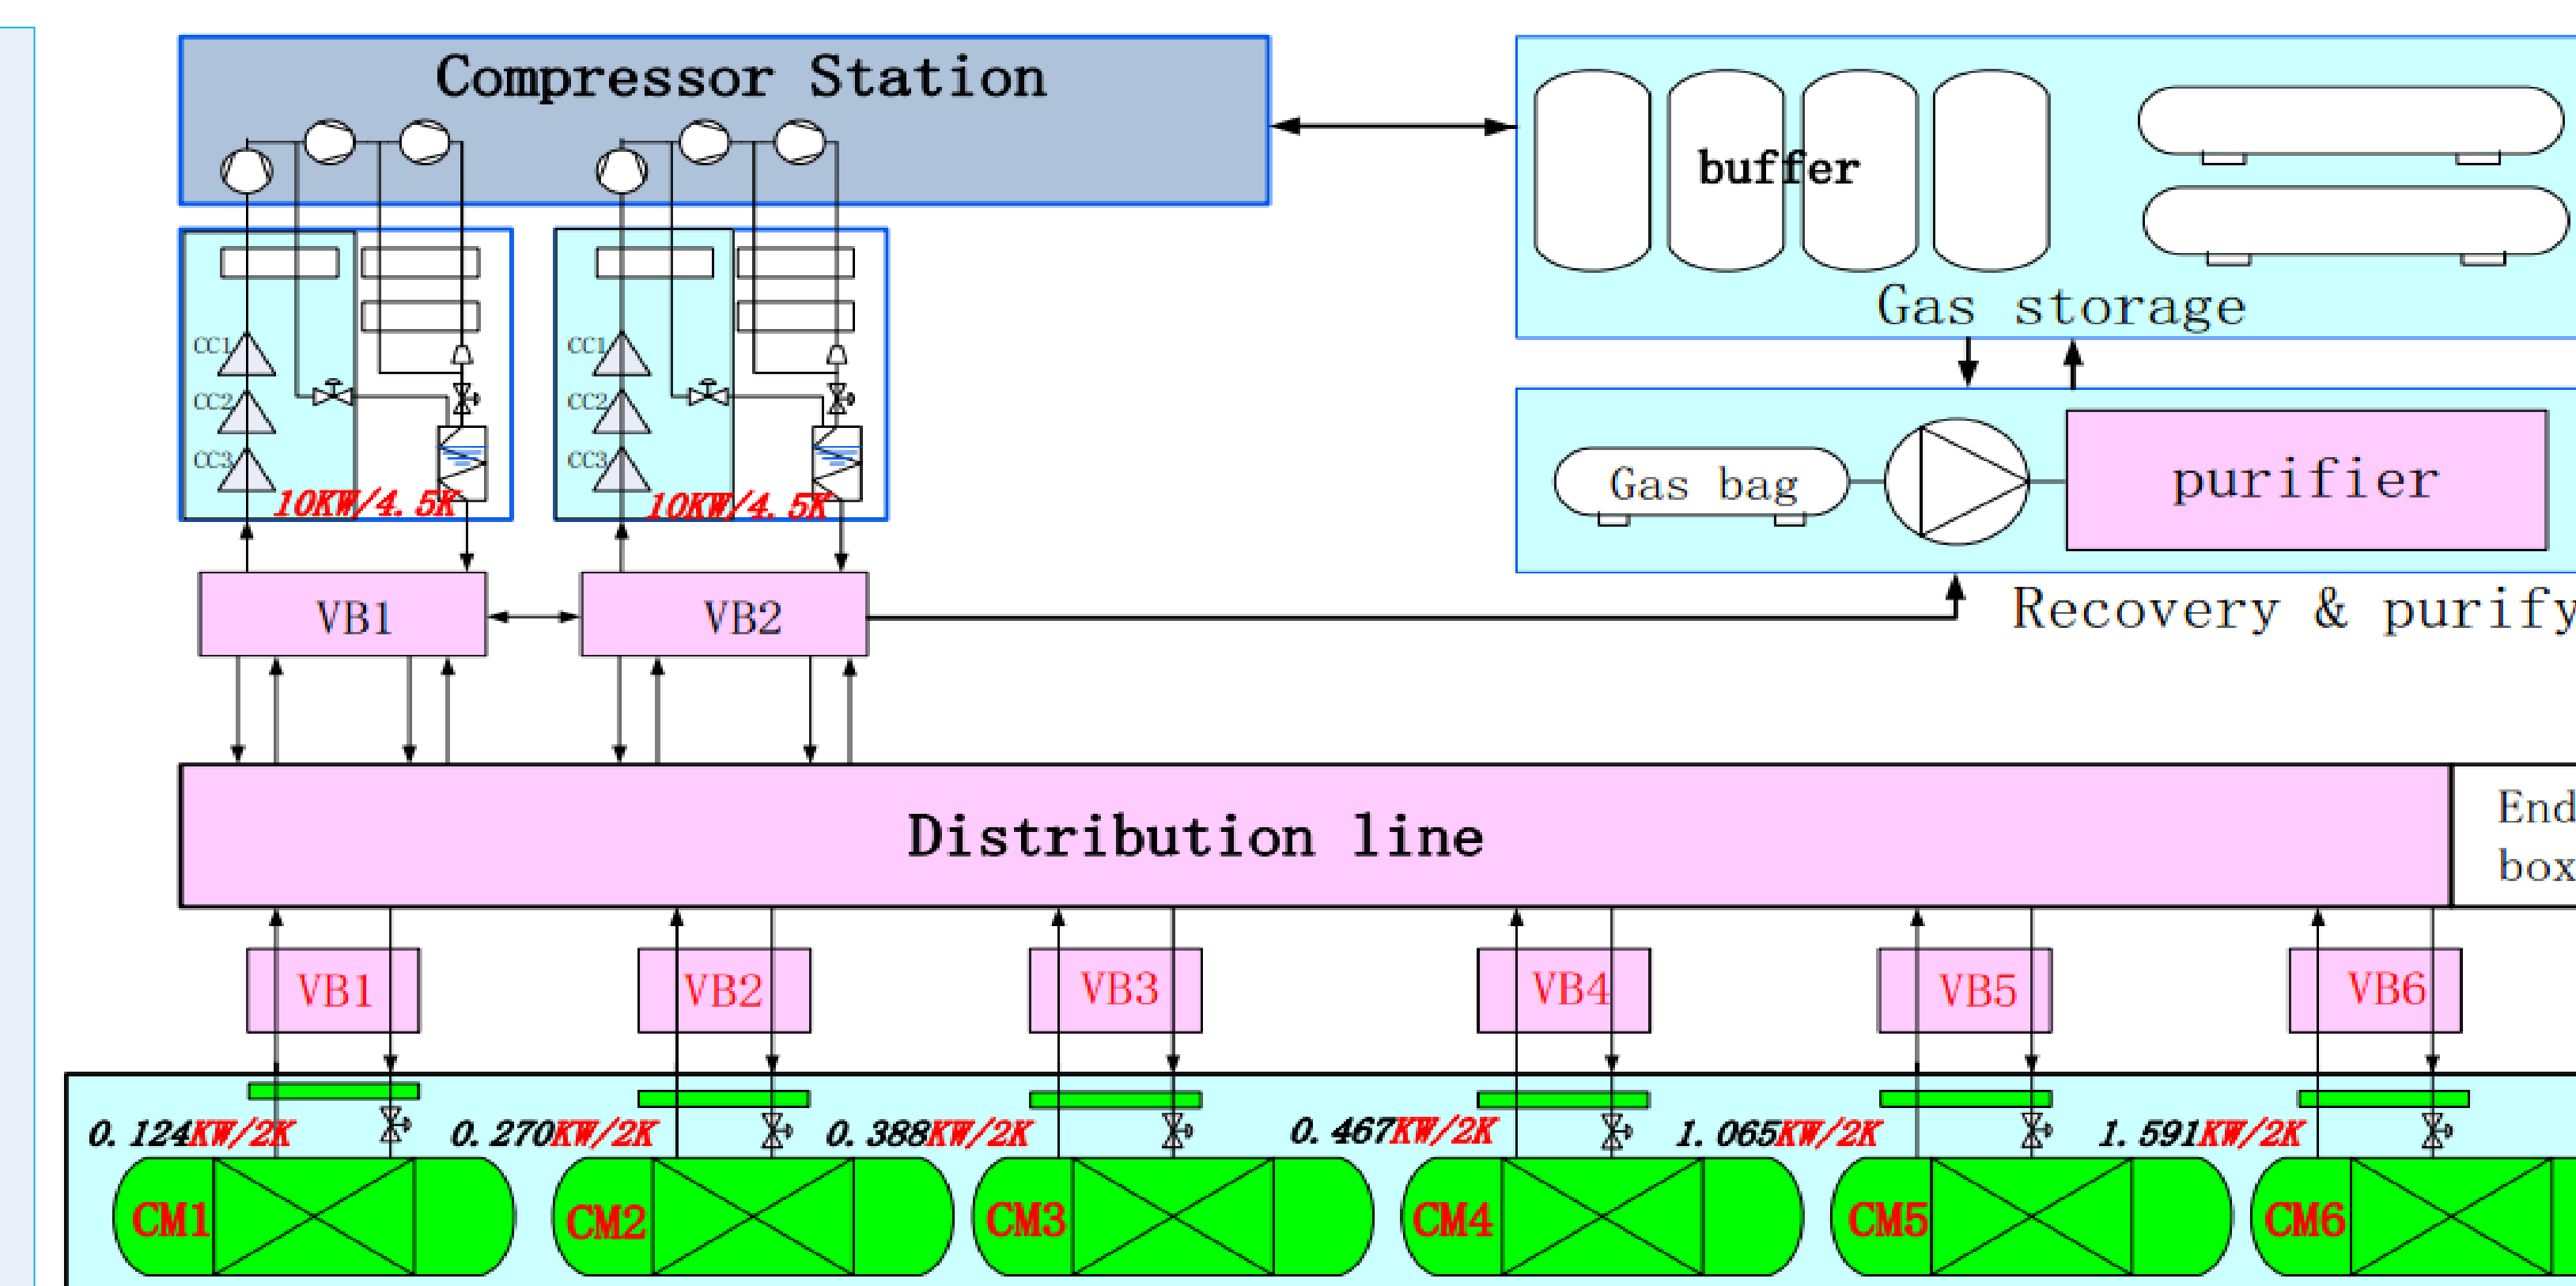 Compressor Station
buffer
Gas storage
CC1
CC2
CC3
10KW/4.5K
CC1
CC2
CC3
10KW/4.5K
Gas bag
purifier
Recovery & purify
VB1
VB2
Distribution line
End
box
VB1
VB2
VB3
VB4
VB5
VB6
0.124KW/2K
0.270KW/2K
0.388KW/2K
0.467KW/2K
1.065KW/2K
1.591KW/2K
CM1
CM2
CM3
CM4
CM5
CM6